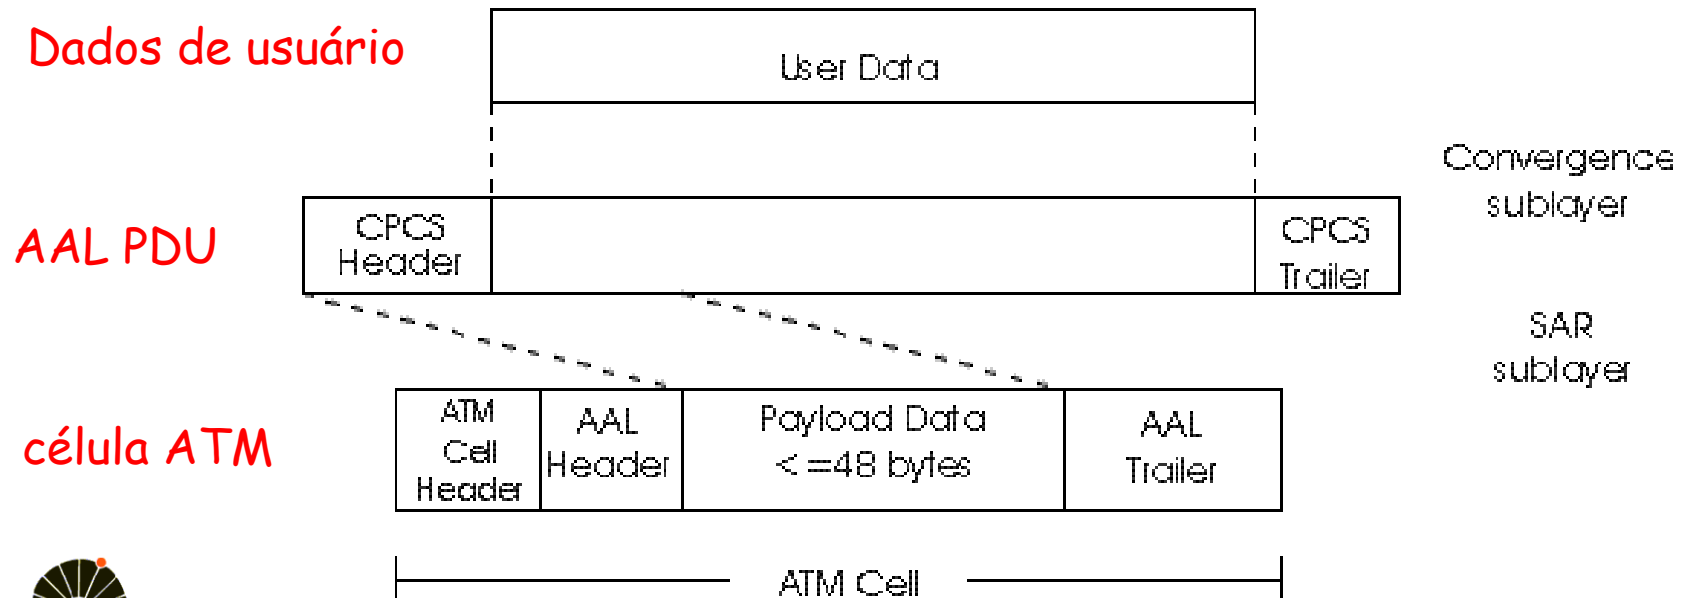 Dados de usuário
User Data
Convergence
sublayer
AAL PDU
CPCS
Header
CPCS
Trailer
SAR
sublayer
célula ATM
ATM
Cell
Header
AAL
Header
Payload Data
<=48 bytes
AAL
Trailer
ATM Cell